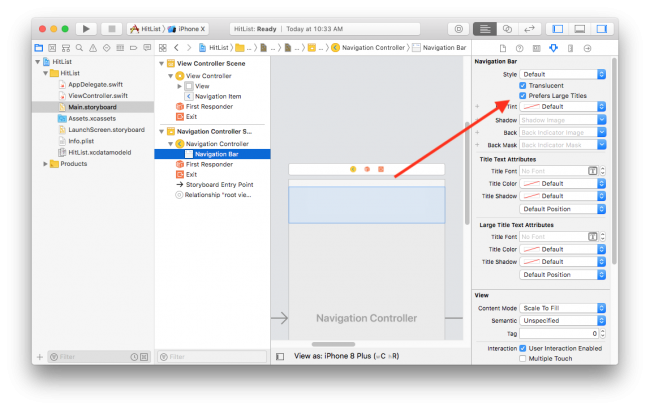 HitList
iPhone X
HitList: Ready | Today at 10:33 AM
HitList
Navigation Controller
Navigation Bar
HitList
HitList
AppDelegate.swift
ViewController.swift
Main.storyboard
Assets.xcassets
LaunchScreen.storyboard
Info.plist
HitList.xcdatamodeld
Products
Filter
View Controller Scene
View Controller
View
Navigation Item
First Responder
Exit
Navigation Controller S...
Navigation Controller
Navigation Bar
First Responder
Exit
Storyboard Entry Point
Relationship "root vie...
Filter
Navigation Controller
View as: iPhone 8 Plus (wC hR)
Navigation Bar
Style Default
Translucent
Prefers Large Titles
Tint Default
Shadow Shadow Image
Back Back Indicator Image
Back Mask Back Indicator Mask
Title Text Attributes
Title Font No Font
Title Color Default
Title Shadow Default
Default Position
Large Title Text Attributes
Title Font No Font
Title Color Default
Title Shadow Default
Default Position
View
Content Mode Scale To Fill
Semantic Unspecified
Tag 0
Interaction User Interaction Enabled
Multiple Touch